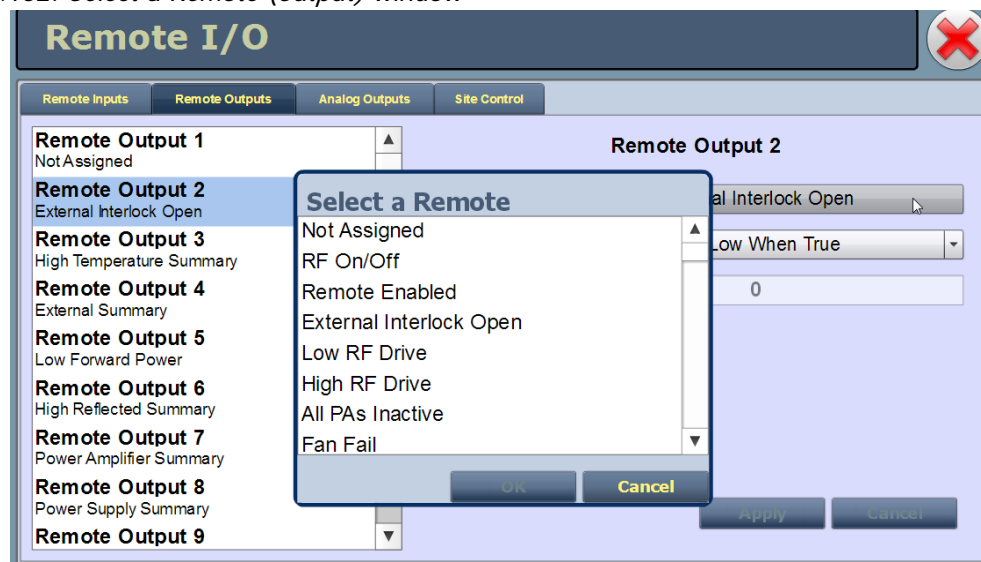 Select a Remote (Output) window
Remote I/O
Remote Inputs
Remote Outputs
Analog Outputs
Site Control
Remote Output 1
Not Assigned
Remote Output 2
External Interlock Open
Remote Output 3
High Temperature Summary
Remote Output 4
External Summary
Remote Output 5
Low Forward Power
Remote Output 6
High Reflected Summary
Remote Output 7
Power Amplifier Summary
Remote Output 8
Power Supply Summary
Remote Output 9
Remote Output 2
al Interlock Open
Low When True
0
Apply
Cancel
Select a Remote
Not Assigned
RF On/Off
Remote Enabled
External Interlock Open
Low RF Drive
High RF Drive
All PAs Inactive
Fan Fail
OK
Cancel